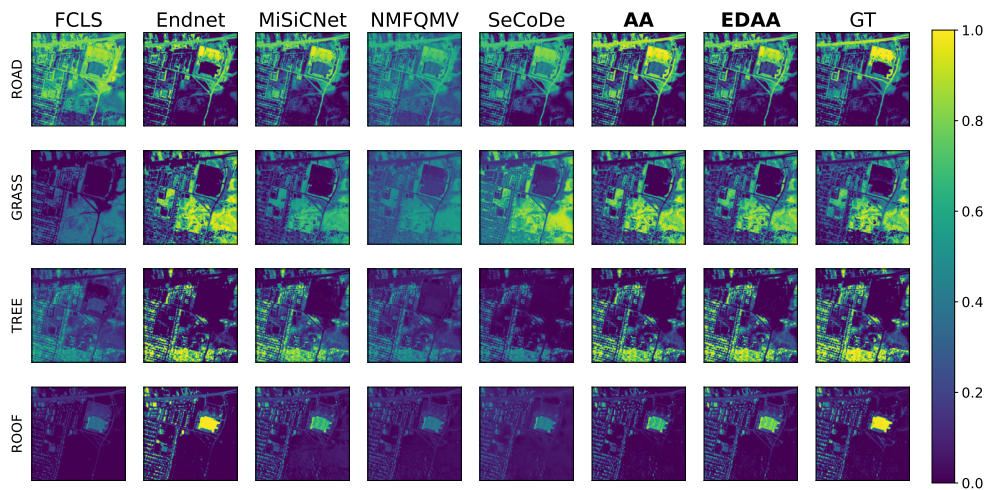 FCLS Endnet MiSiCNet NMFQMV SeCoDe AA EDAA GT
ROAD
GRASS
TREE
ROOF
1.0
0.8
0.6
0.4
0.2
0.0